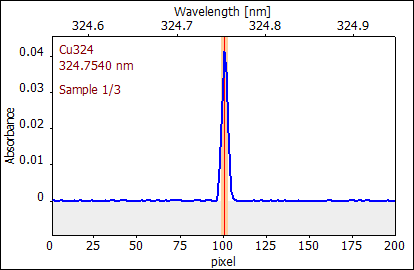 Wavelength [nm]
324.6 324.7 324.8 324.9
Cu324
324.7540 nm
Sample 1/3
Absorbance
0.04
0.03
0.02
0.01
0
0 25 50 75 100 125 150 175 200
pixel